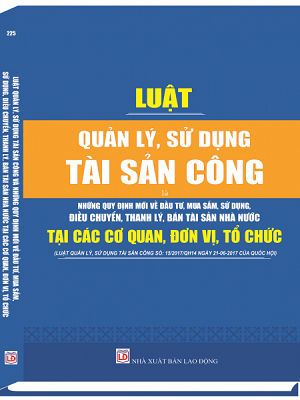 225
LUẬT QUẢN LÝ, SỬ DỤNG TÀI SẢN CÔNG VÀ NHỮNG QUY ĐỊNH MỚI VỀ ĐẦU TƯ, MUA SẮM,
SỬ DỤNG, ĐIỀU CHUYỂN, THANH LÝ, BÁN TÀI SẢN NHÀ NƯỚC TẠI CÁC CƠ QUAN, ĐƠN VỊ, TỔ CHỨC
LUẬT
QUẢN LÝ, SỬ DỤNG
TÀI SẢN CÔNG
NHỮNG QUY ĐỊNH MỚI VỀ ĐẦU TƯ, MUA SẮM, SỬ DỤNG,
ĐIỀU CHUYỂN, THANH LÝ, BÁN TÀI SẢN NHÀ NƯỚC
TẠI CÁC CƠ QUAN, ĐƠN VỊ, TỔ CHỨC
(LUẬT QUẢN LÝ, SỬ DỤNG TÀI SẢN CÔNG SỐ: 15/2017/QH14 NGÀY 21-06-2017 CỦA QUỐC HỘI)
LĐ
NHÀ XUẤT BẢN LAO ĐỘNG